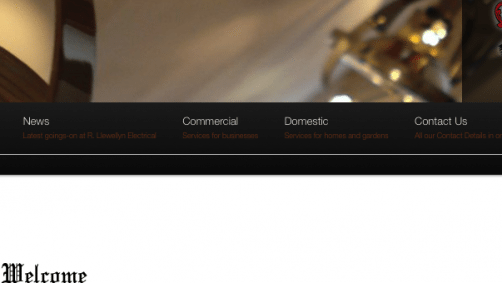 News Commercial Domestic Contact Us
Latest goings-on at R. Llewellyn Electrical Services for businesses Services for homes and gardens All our Contact Details in
Welcome